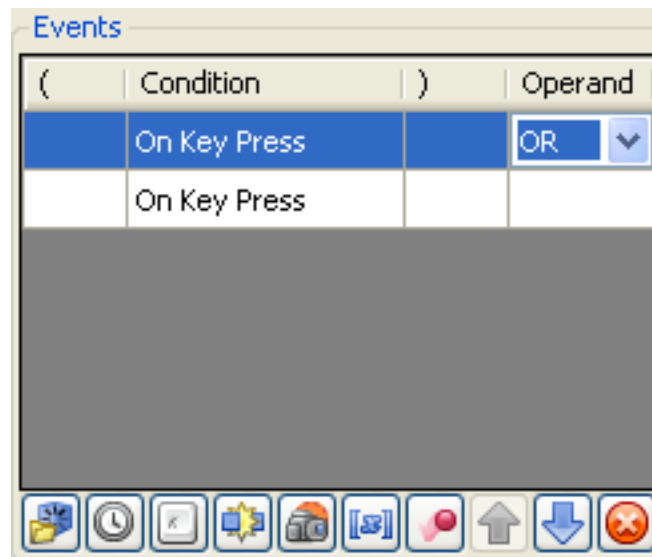 Events
( Condition ) Operand
On Key Press OR
On Key Press
K